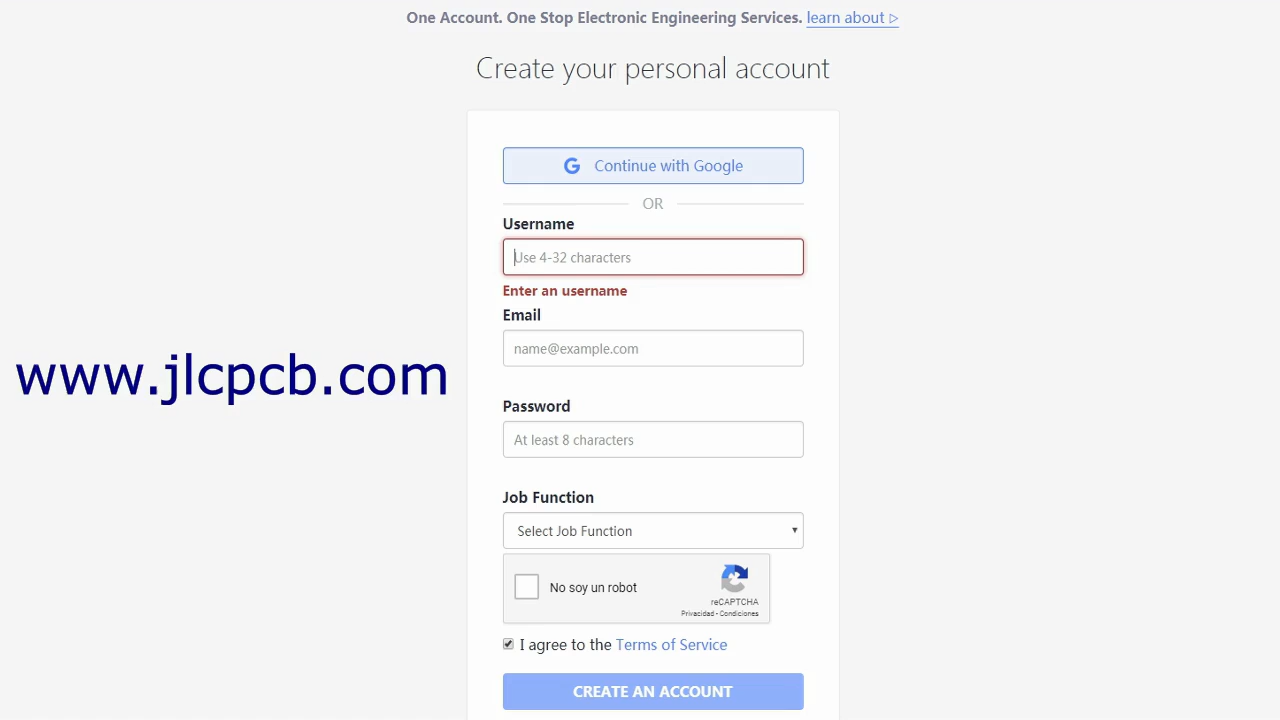 One Account. One Stop Electronic Engineering Services. learn about ▷
Create your personal account
Continue with Google
OR
Username
Use 4-32 characters
Enter an username
Email
name@example.com
www.jlcpcb.com
Password
At least 8 characters
Job Function
Select Job Function
No soy un robot
reCAPTCHA
Privacidad - Condiciones
I agree to the Terms of Service
CREATE AN ACCOUNT